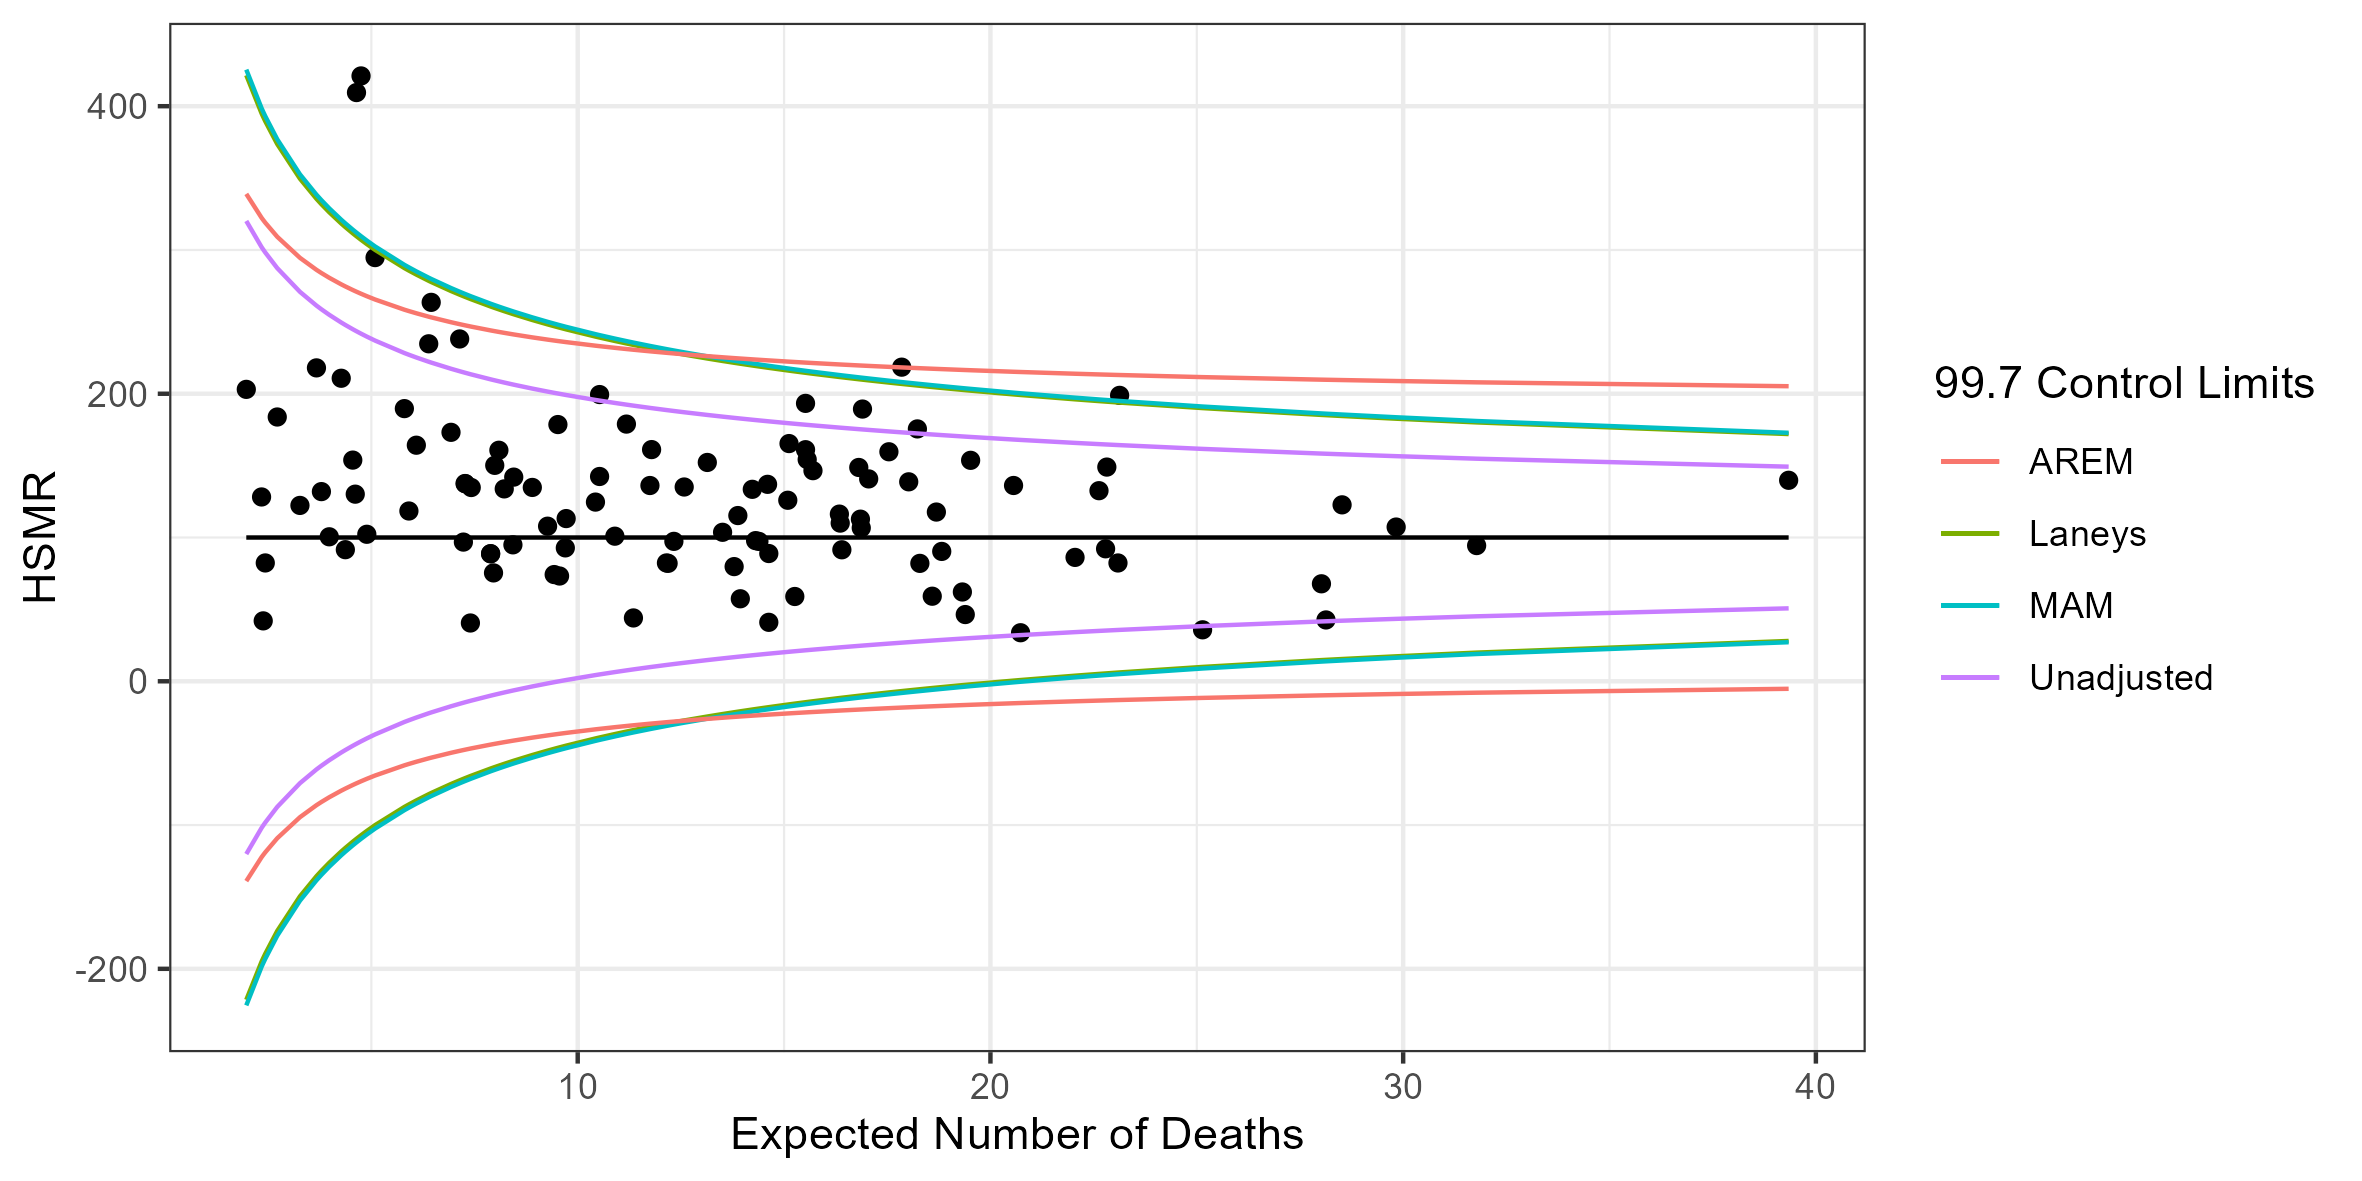 400
200
0
-200
HSMR
10 20 30 40
Expected Number of Deaths
99.7 Control Limits
AREM
Laneys
MAM
Unadjusted